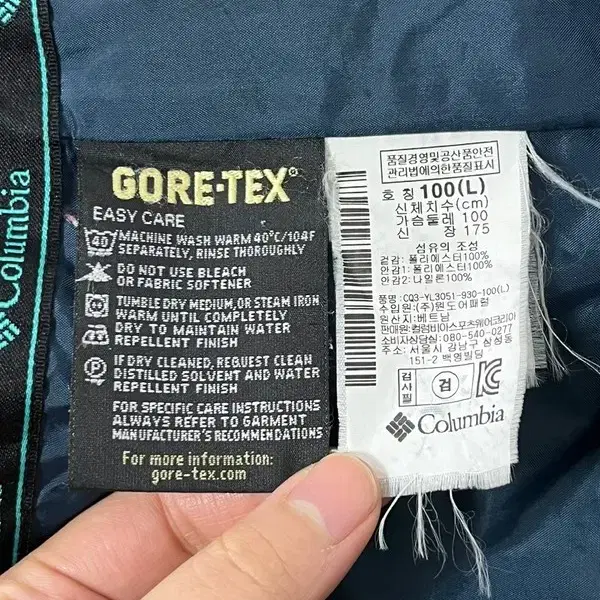 Columbia
GORE-TEX®
EASY CARE
40
MACHINE WASH WARM 40°C/104F
SEPARATELY, RINSE THOROUGHLY
DO NOT USE BLEACH
OR FABRIC SOFTENER
TUMBLE DRY MEDIUM, OR STEAM IRON
WARM UNTIL COMPLETELY
DRY TO MAINTAIN WATER
REPELLENT FINISH
P
IF DRY CLEANED, REQUEST CLEAN
DISTILLED SOLVENT AND WATER
REPELLENT FINISH
FOR SPECIFIC CARE INSTRUCTIONS
ALWAYS REFER TO GARMENT
MANUFACTURER'S RECOMMENDATIONS
For more information:
gore-tex.com
품질경영및공산품안전
관리법에의한품질표시
호 칭 100(L)
신체치수(cm)
가슴둘레 100
신 장 175
섬유의 조성
겉감: 폴리에스터100%
안감1: 폴리에스터100%
안감2: 나일론100%
품명: CQ3-YL3051-930-100(L)
수입원: (주)원도어패럴
원산지: 베트남
판매원: 컬럼비아스포츠웨어코리아
소비자상담실: 080-540-0277
주소: 서울시 강남구 삼성동
151-2 백영빌딩
검사
필
검
Columbia